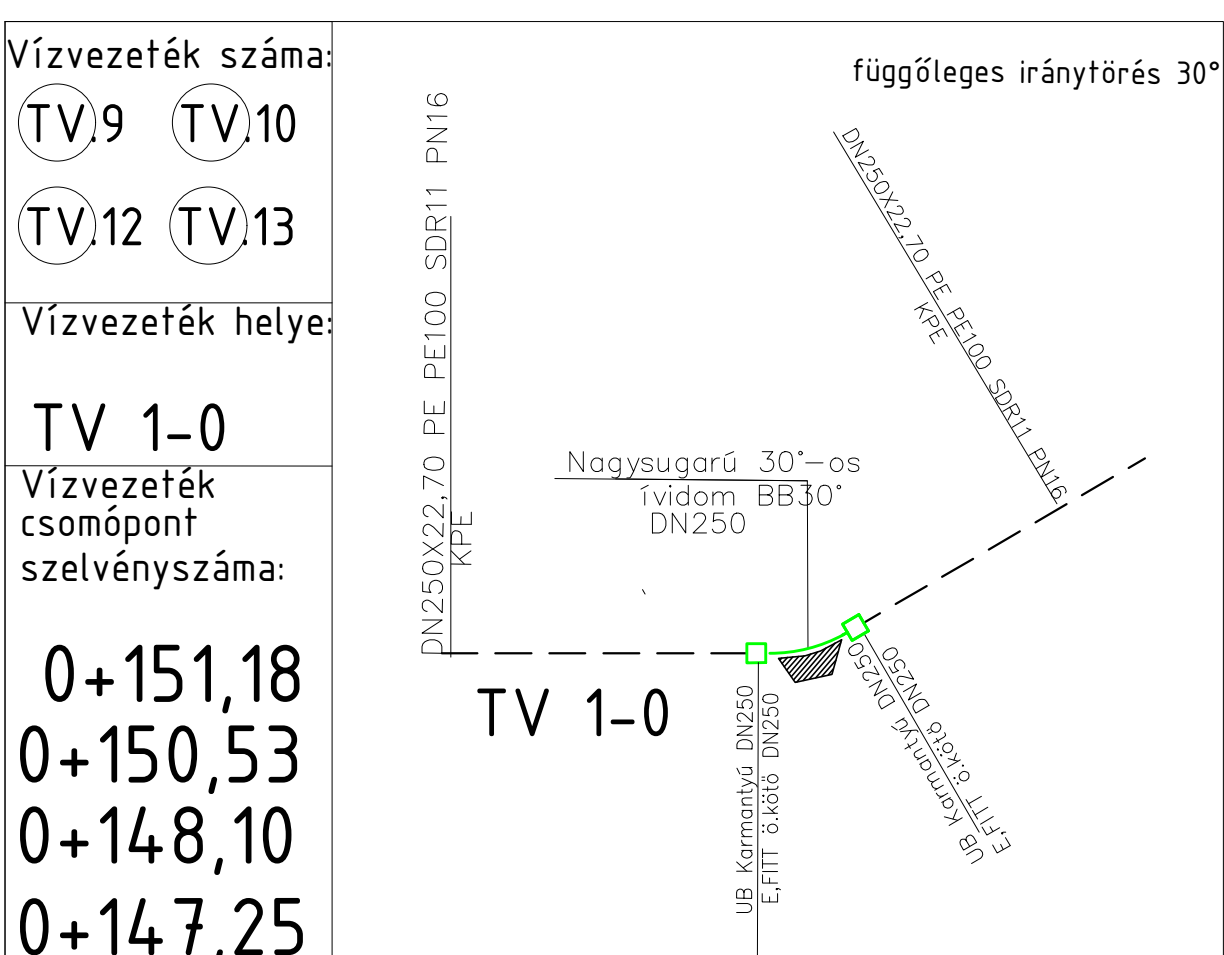 Vízvezeték száma:
TV.9 TV.10
TV.12 TV.13
Vízvezeték helye:
TV 1-0
Vízvezeték
csomópont
szelvényszáma:
0+151,18
0+150,53
0+148,10
0+147,25
függőleges iránytörés 30°
DN250X22,70 PE PE100 SDR11 PN16
KPE
DN250X22,70 PE PE100 SDR11 PN16
KPE
Nagysugarú 30°-os
ívidom BB30°
DN250
TV 1-0
UB Karmantyú DN250
E,FITT ö.kötő DN250
UB Karmantyú DN250
E,FITT ö.kötő DN250